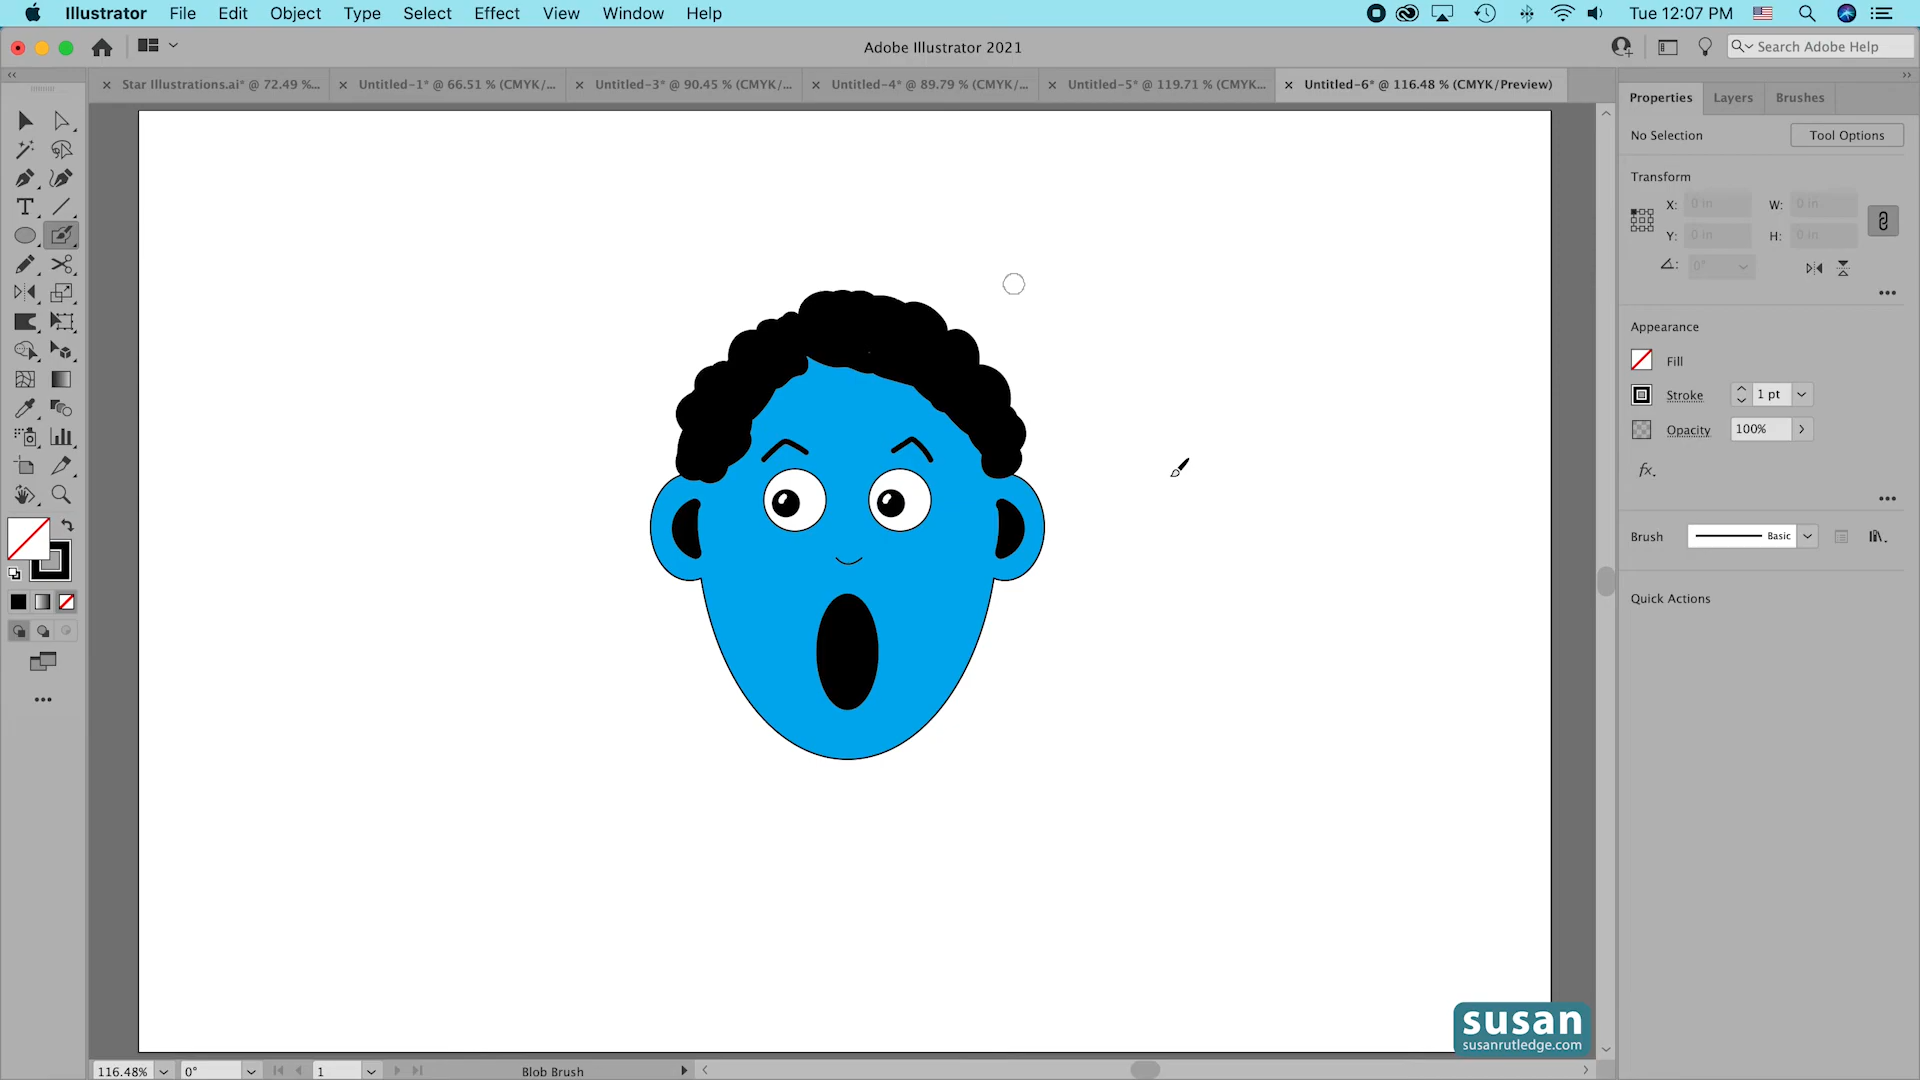 Illustrator File Edit Object Type Select Effect View Window Help Tue 12:07 PM
Adobe Illustrator 2021 Search Adobe Help
Star Illustrations.ai* @ 72.49 %... Untitled-1* @ 66.51 % (CMYK/... Untitled-3* @ 90.45 % (CMYK/... Untitled-4* @ 89.79 % (CMYK/... Untitled-5* @ 119.71 % (CMYK... Untitled-6* @ 116.48 % (CMYK/Preview)
Properties Layers Brushes
No Selection Tool Options
Transform
X: 0 in W: 0 in
Y: 0 in H: 0 in
0°
Appearance
Fill
Stroke 1 pt
Opacity 100%
fx.
Brush Basic
Quick Actions
susan
susanrutledge.com
116.48% 0° 1 Blob Brush